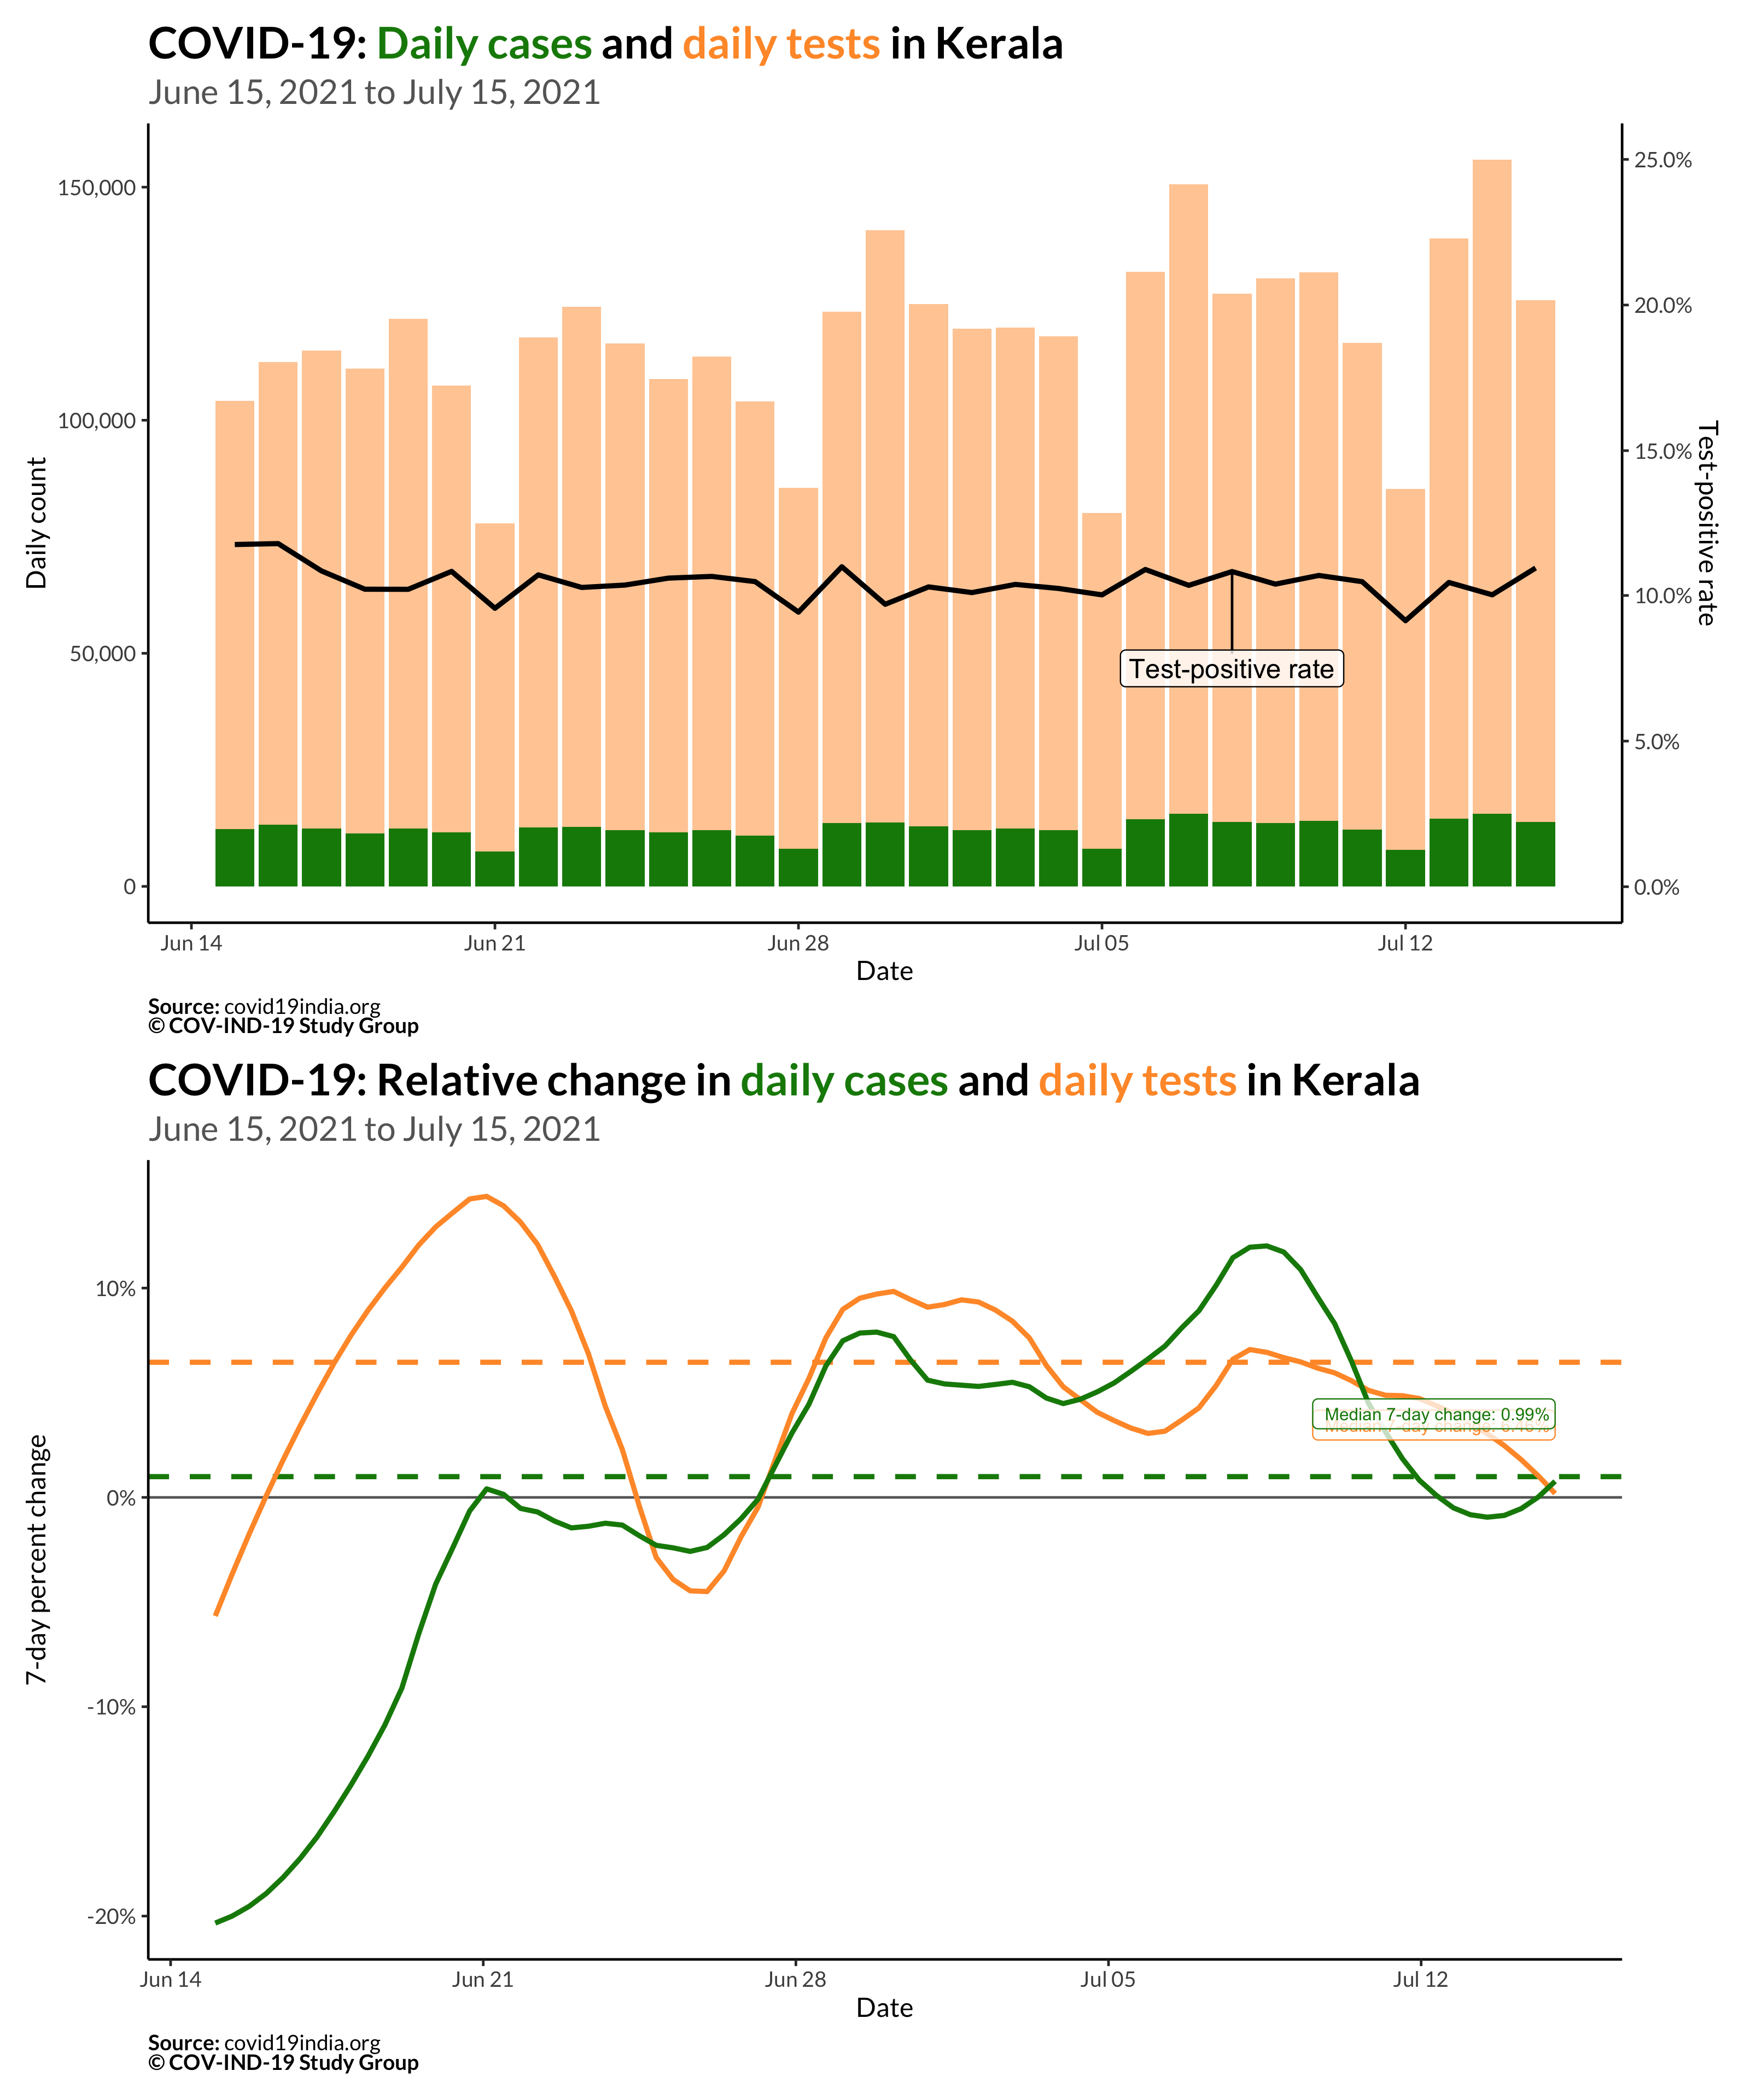 COVID-19: Daily cases and daily tests in Kerala
June 15, 2021 to July 15, 2021
Daily count
150,000
100,000
50,000
0
25.0%
20.0%
15.0%
10.0%
5.0%
0.0%
Test-positive rate
Test-positive rate
Jun 14
Jun 21
Jun 28
Jul 05
Jul 12
Date
Source: covid19india.org
© COV-IND-19 Study Group
COVID-19: Relative change in daily cases and daily tests in Kerala
June 15, 2021 to July 15, 2021
7-day percent change
10%
0%
-10%
-20%
Median 7-day change: 0.99%
Median 7-day change: 6.46%
Jun 14
Jun 21
Jun 28
Jul 05
Jul 12
Date
Source: covid19india.org
© COV-IND-19 Study Group